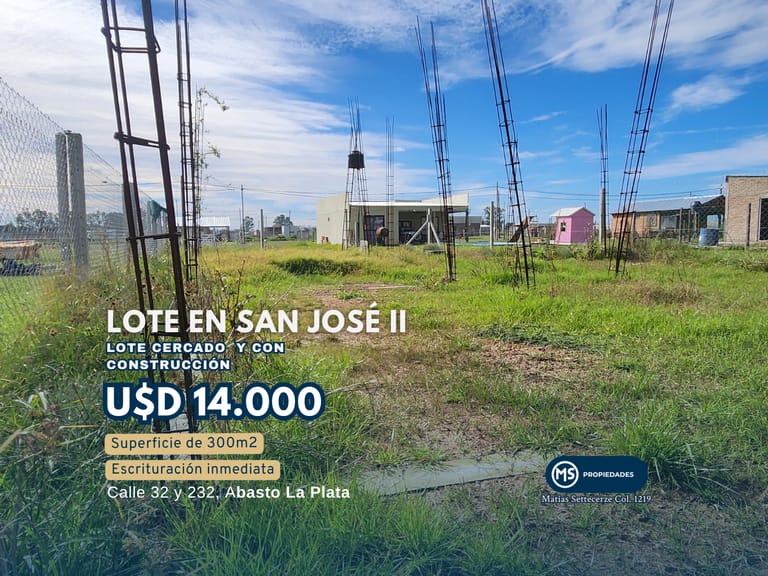 LOTE EN SAN JOSÉ II
LOTE CERCADO Y CON
CONSTRUCCIÓN
U$D 14.000
Superficie de 300m2
Escrituración inmediata
Calle 32 y 232, Abasto La Plata
MS PROPIEDADES
Matias Settecerze Col. 1219